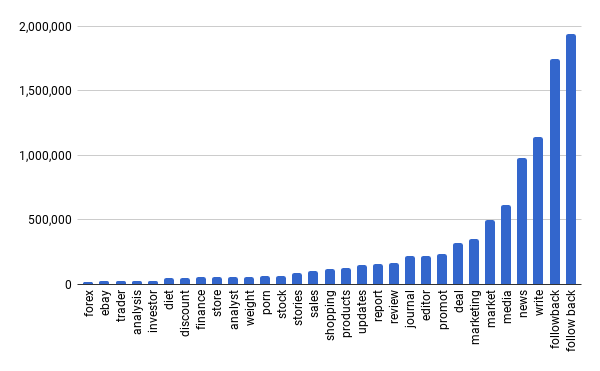 2,000,000
1,500,000
1,000,000
500,000
0
forex
ebay
trader
analysis
investor
diet
discount
finance
store
analyst
weight
porn
stock
stories
sales
shopping
products
updates
report
review
journal
editor
promot
deal
marketing
market
media
news
write
followback
follow back